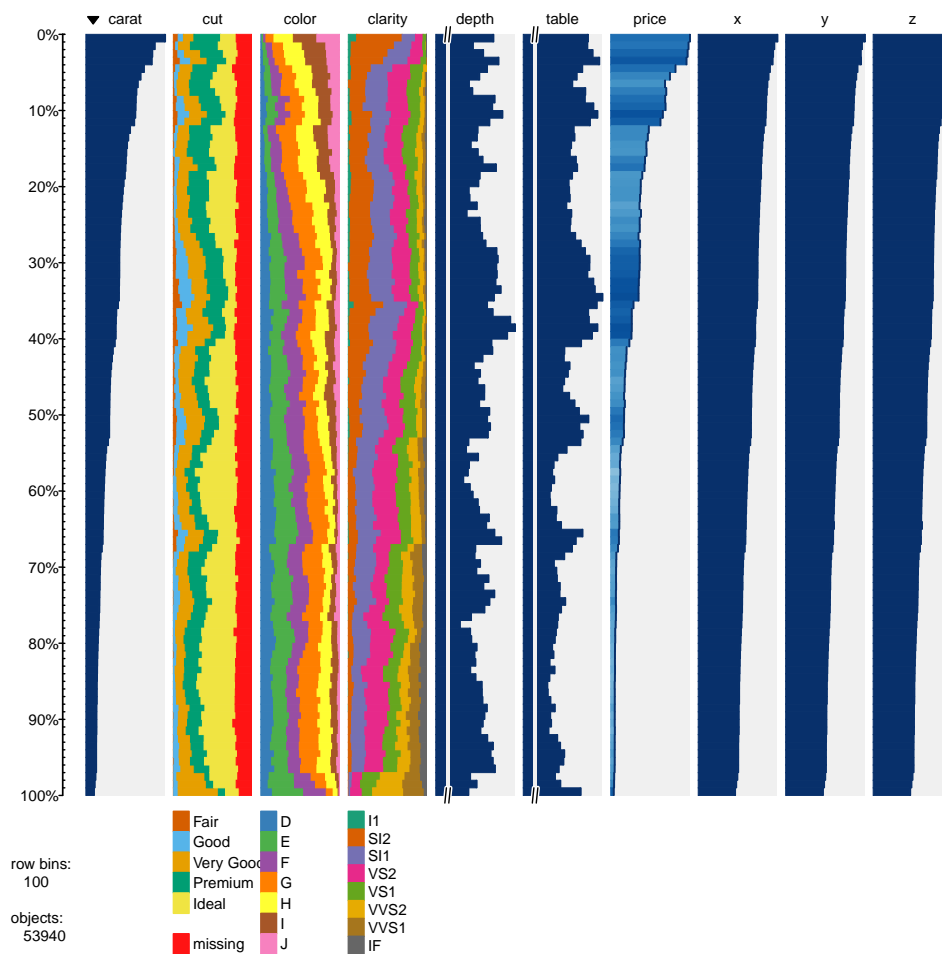 carat cut color clarity depth table price x y z
0%
10%
20%
30%
40%
50%
60%
70%
80%
90%
100%
Fair D I1
Good E SI2
Very Good F SI1
Premium G VS2
Ideal H VS1
I VVS2
missing J VVS1
IF
row bins:
100
objects:
53940